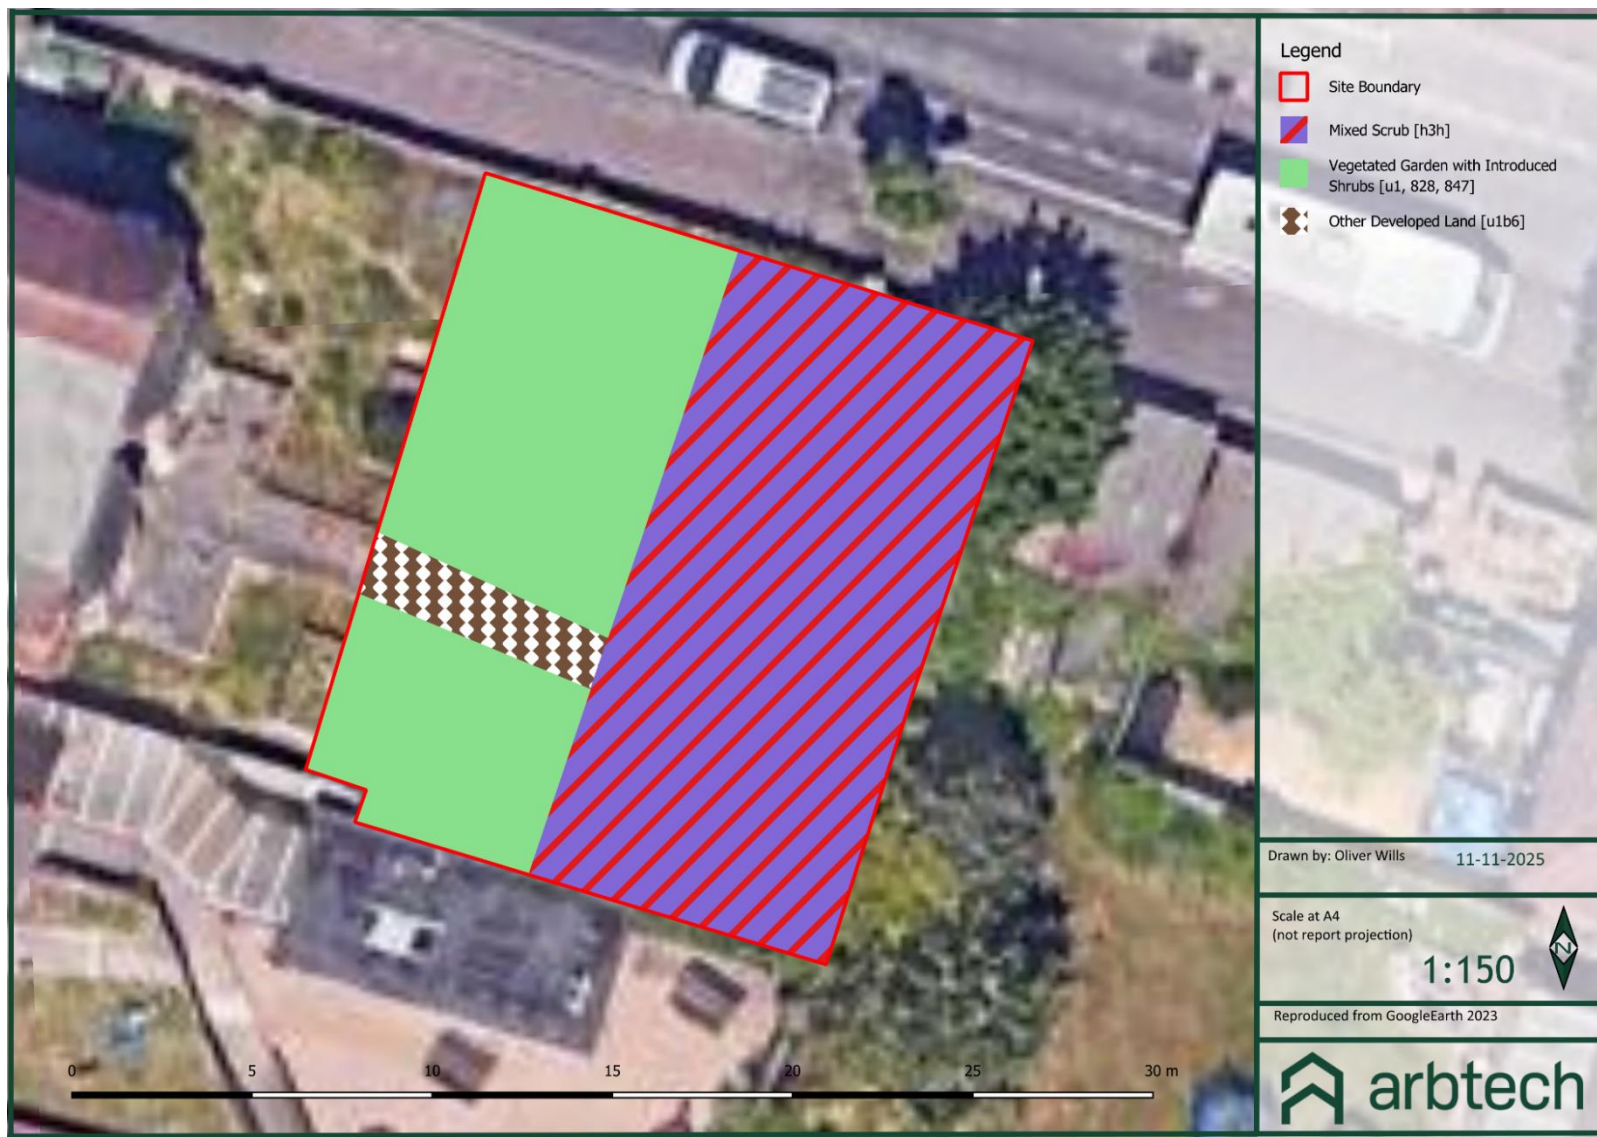 Legend
Site Boundary
Mixed Scrub [h3h]
Vegetated Garden with Introduced
Shrubs [u1, 828, 847]
Other Developed Land [u1b6]
Drawn by: Oliver Wills 11-11-2025
Scale at A4
(not report projection)
1:150
N
Reproduced from GoogleEarth 2023
arbtech
0 5 10 15 20 25 30 m